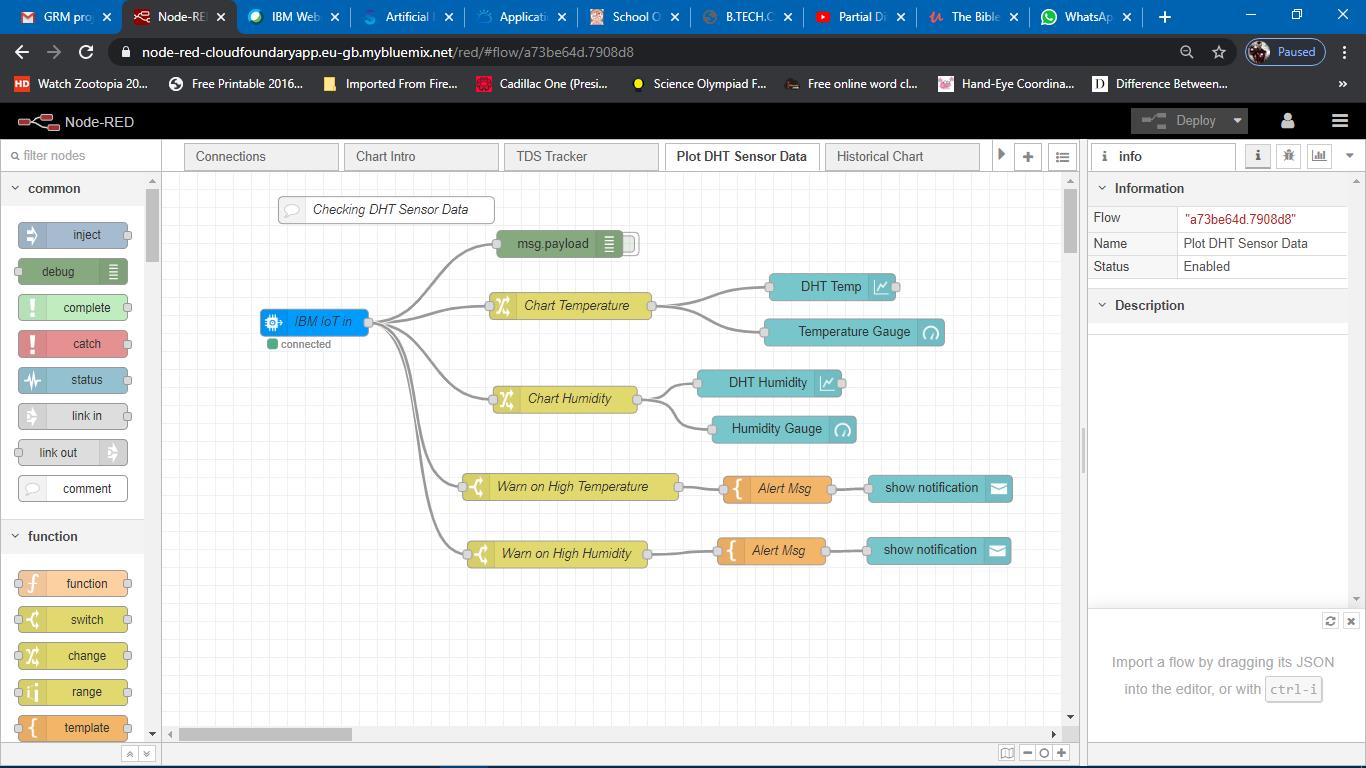 GRM proj
Node-RED
IBM Web
Artificial I
Applicatio
School O
B.TECH.C
Partial Di
The Bible
WhatsAp
node-red-cloudfoundaryapp.eu-gb.mybluemix.net/red/#flow/a73be64d.7908d8
Paused
HD Watch Zootopia 20...
Free Printable 2016...
Imported From Fire...
Cadillac One (Presi...
Science Olympiad F...
Free online word cl...
Hand-Eye Coordina...
D Difference Between...
Node-RED
Deploy
filter nodes
Connections
Chart Intro
TDS Tracker
Plot DHT Sensor Data
Historical Chart
info
common
inject
debug
complete
catch
status
link in
link out
comment
function
function
switch
change
range
template
Checking DHT Sensor Data
msg.payload
IBM IoT in
connected
Chart Temperature
DHT Temp
Temperature Gauge
Chart Humidity
DHT Humidity
Humidity Gauge
Warn on High Temperature
Alert Msg
show notification
Warn on High Humidity
Alert Msg
show notification
Information
Flow "a73be64d.7908d8"
Name Plot DHT Sensor Data
Status Enabled
Description
Import a flow by dragging its JSON
into the editor, or with ctrl-i